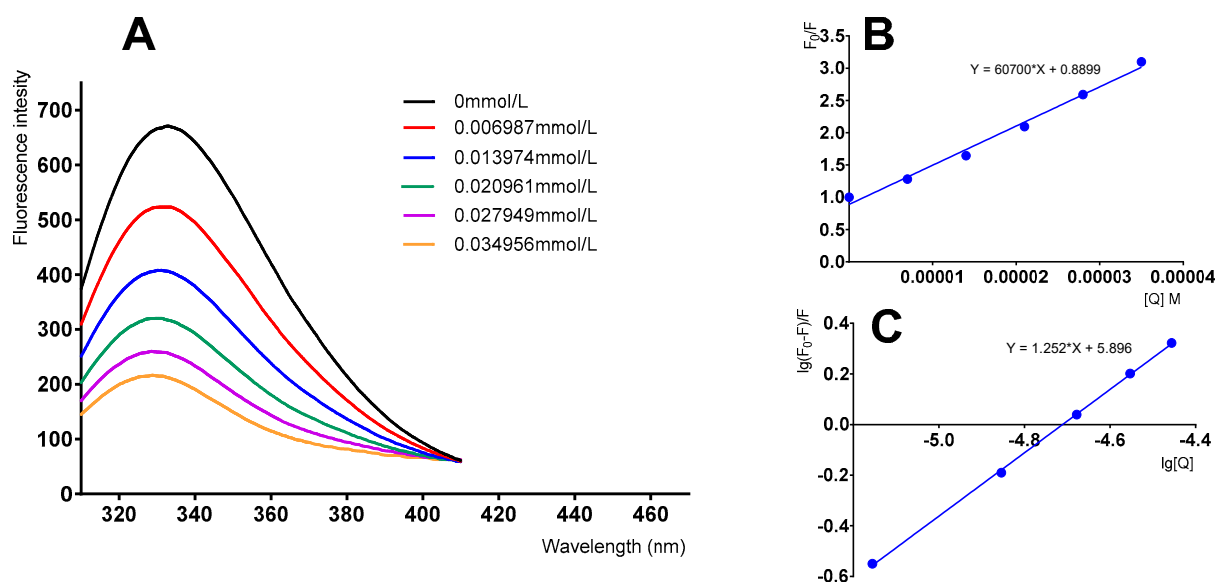 A
Fluorescence intesity
700
600
500
400
300
200
100
0
320
340
360
380
400
420
440
460
Wavelength (nm)
0mmol/L
0.006987mmol/L
0.013974mmol/L
0.020961mmol/L
0.027949mmol/L
0.034956mmol/L
B
F₀/F
3.5
3.0
2.5
2.0
1.5
1.0
0.5
0.0
Y = 60700*X + 0.8899
0.00001
0.00002
0.00003
0.00004
[Q] M
C
lg(F₀-F)/F
0.4
0.2
0.0
-0.2
-0.4
-0.6
Y = 1.252*X + 5.896
-5.0
-4.8
-4.6
-4.4
lg[Q]